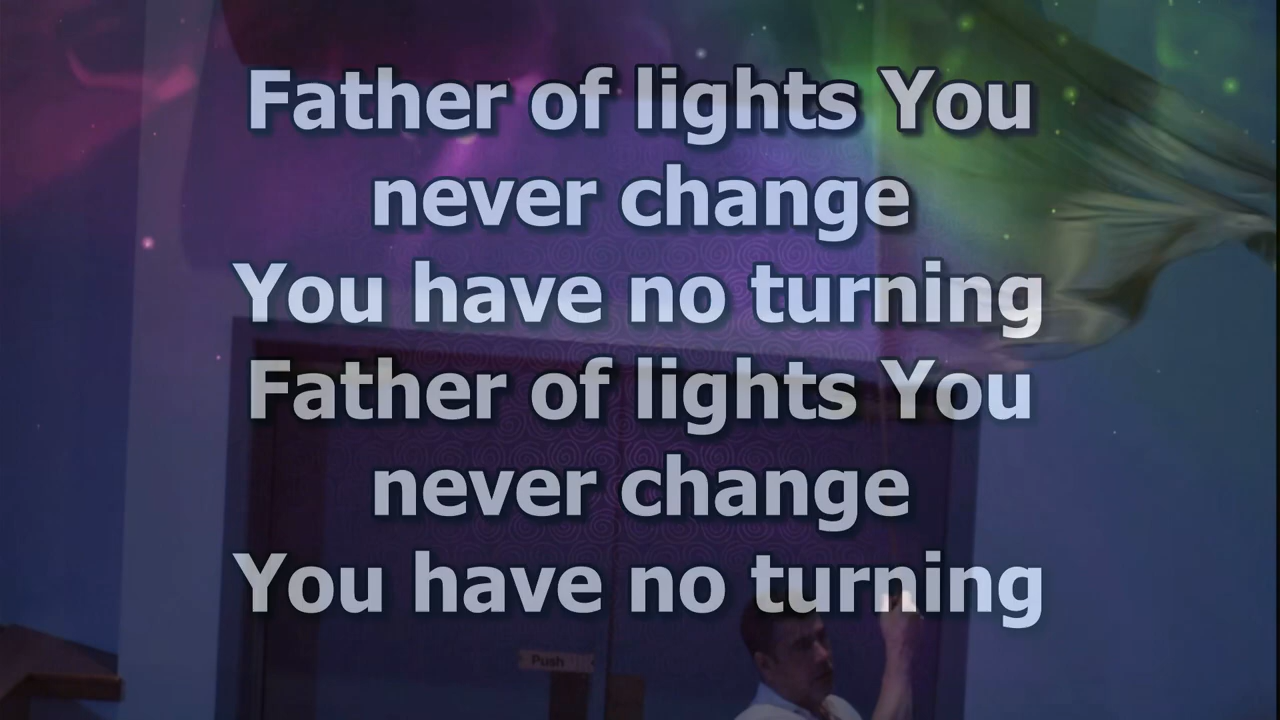 Father of lights You
never change
You have no turning
Father of lights You
never change
You have no turning
Push